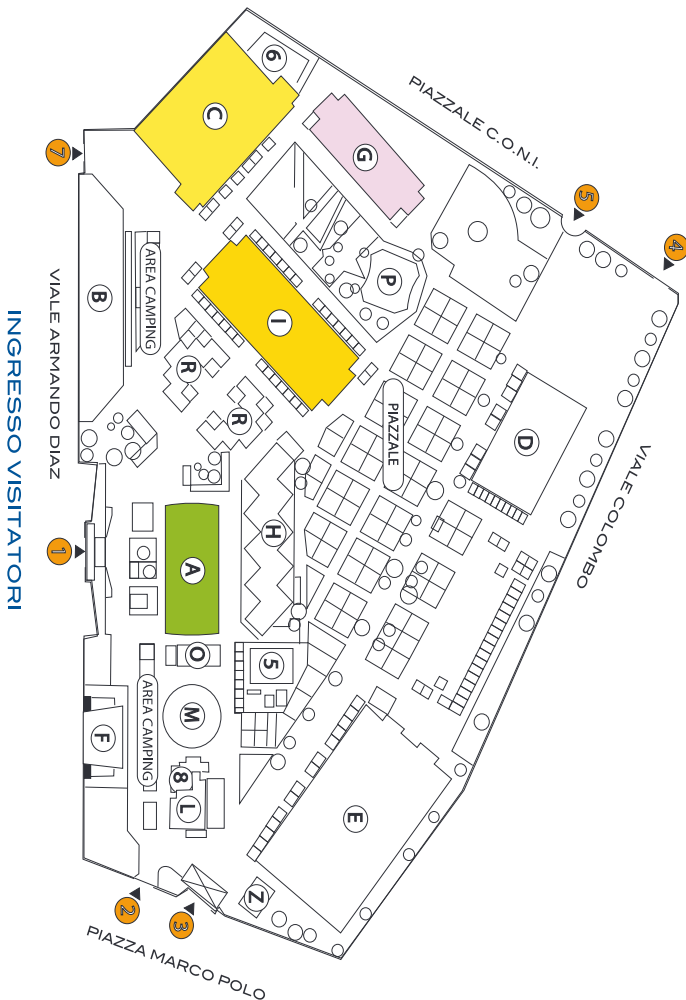 6
C
PIAZZALE C.O.N.I.
G
7
5
4
P
AREA CAMPING
B
I
VIALE ARMANDO DIAZ
INGRESSO VISITATORI
R
R
PIAZZALE
D
VIALE COLOMBO
H
1
A
O
5
AREA CAMPING
M
F
8
L
E
Z
2
3
PIAZZA MARCO POLO